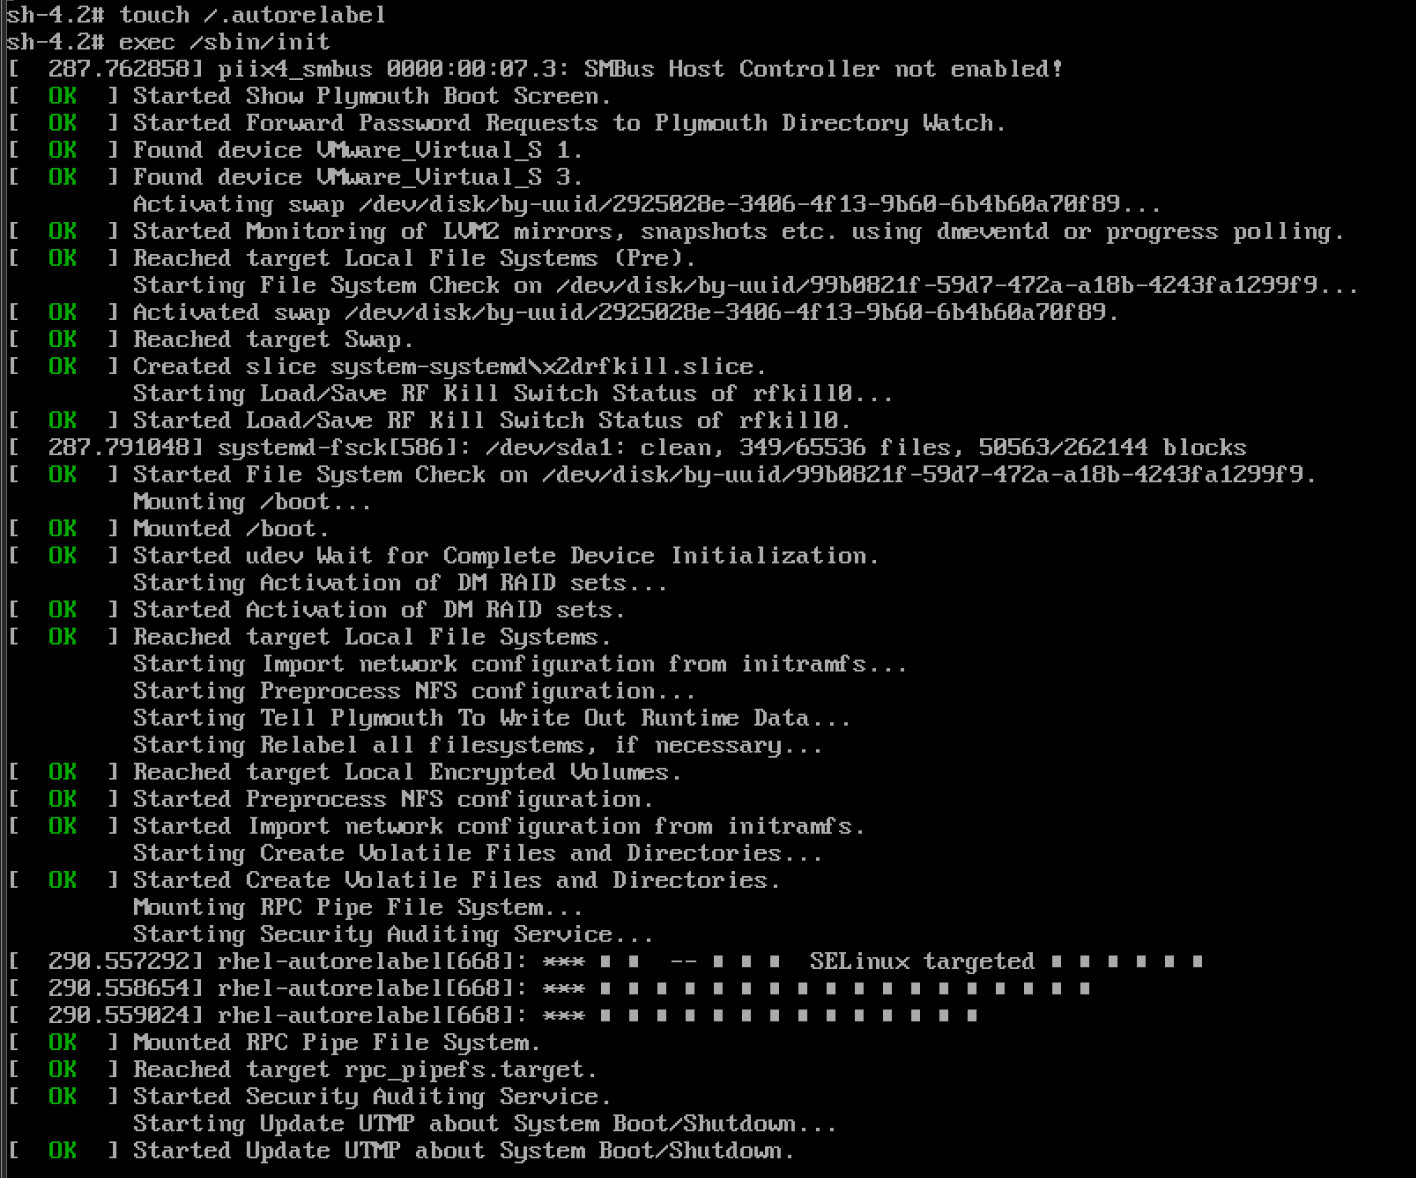 sh-4.2# touch /.autorelabel
sh-4.2# exec /sbin/init
[  287.762858] piix4_smbus 0000:00:07.3: SMBus Host Controller not enabled!
[  OK  ] Started Show Plymouth Boot Screen.
[  OK  ] Started Forward Password Requests to Plymouth Directory Watch.
[  OK  ] Found device VMware_Virtual_S 1.
[  OK  ] Found device VMware_Virtual_S 3.
         Activating swap /dev/disk/by-uuid/2925028e-3406-4f13-9b60-6b4b60a70f89...
[  OK  ] Started Monitoring of LVM2 mirrors, snapshots etc. using dmeventd or progress polling.
[  OK  ] Reached target Local File Systems (Pre).
         Starting File System Check on /dev/disk/by-uuid/99b0821f-59d7-472a-a18b-4243fa1299f9...
[  OK  ] Activated swap /dev/disk/by-uuid/2925028e-3406-4f13-9b60-6b4b60a70f89.
[  OK  ] Reached target Swap.
[  OK  ] Created slice system-systemd\x2drfkill.slice.
         Starting Load/Save RF Kill Switch Status of rfkill0...
[  OK  ] Started Load/Save RF Kill Switch Status of rfkill0.
[  287.791048] systemd-fsck[586]: /dev/sda1: clean, 349/65536 files, 50563/262144 blocks
[  OK  ] Started File System Check on /dev/disk/by-uuid/99b0821f-59d7-472a-a18b-4243fa1299f9.
         Mounting /boot...
[  OK  ] Mounted /boot.
[  OK  ] Started udev Wait for Complete Device Initialization.
         Starting Activation of DM RAID sets...
[  OK  ] Started Activation of DM RAID sets.
[  OK  ] Reached target Local File Systems.
         Starting Import network configuration from initramfs...
         Starting Preprocess NFS configuration...
         Starting Tell Plymouth To Write Out Runtime Data...
         Starting Relabel all filesystems, if necessary...
[  OK  ] Reached target Local Encrypted Volumes.
[  OK  ] Started Preprocess NFS configuration.
[  OK  ] Started Import network configuration from initramfs.
         Starting Create Volatile Files and Directories...
[  OK  ] Started Create Volatile Files and Directories.
         Mounting RPC Pipe File System...
         Starting Security Auditing Service...
[  290.557292] rhel-autorelabel[668]: *** ∎ ∎  -- ∎ ∎ ∎  SELinux targeted ∎ ∎ ∎ ∎ ∎ ∎
[  290.558654] rhel-autorelabel[668]: *** ∎ ∎ ∎ ∎ ∎ ∎ ∎ ∎ ∎ ∎ ∎ ∎ ∎ ∎ ∎ ∎ ∎ ∎
[  290.559024] rhel-autorelabel[668]: *** ∎ ∎ ∎ ∎ ∎ ∎ ∎ ∎ ∎ ∎ ∎ ∎ ∎ ∎
[  OK  ] Mounted RPC Pipe File System.
[  OK  ] Reached target rpc_pipefs.target.
[  OK  ] Started Security Auditing Service.
         Starting Update UTMP about System Boot/Shutdown...
[  OK  ] Started Update UTMP about System Boot/Shutdown.